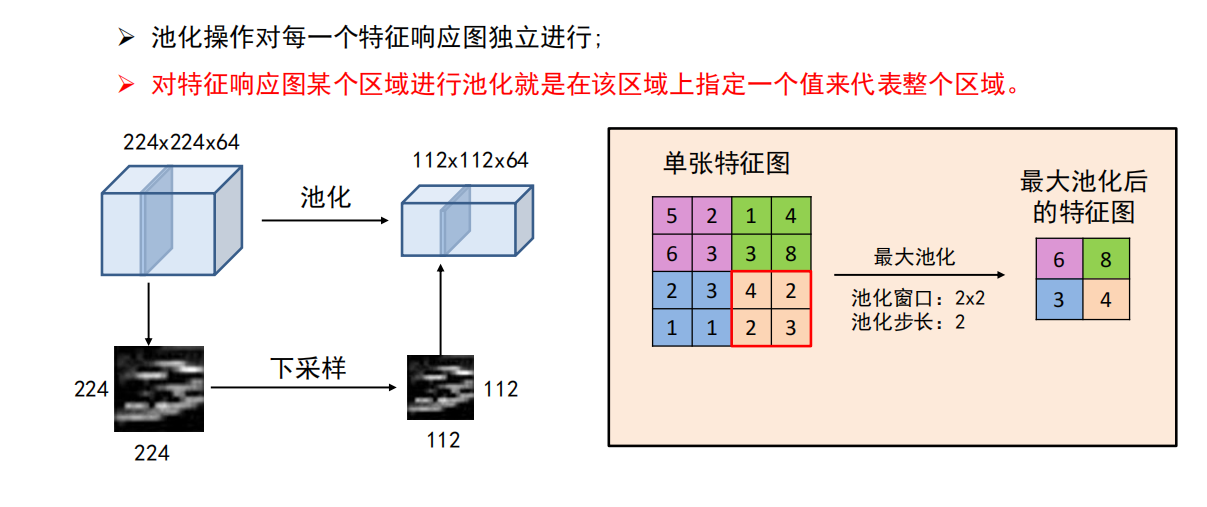 池化操作对每一个特征响应图独立进行;
对特征响应图某个区域进行池化就是在该区域上指定一个值来代表整个区域。
224x224x64
池化
112x112x64
224
224
下采样
112
112
单张特征图
5 2 1 4
6 3 3 8
2 3 4 2
1 1 2 3
最大池化
池化窗口：2x2
池化步长：2
最大池化后
的特征图
6 8
3 4